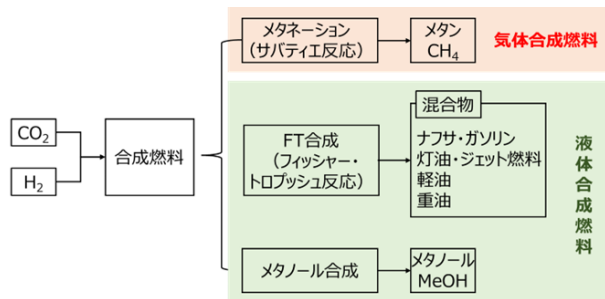 CO2
H2
合成燃料
メタネーション
(サバティエ反応)
メタン
CH4
気体合成燃料
FT合成
(フィッシャー・
トロプッシュ反応)
混合物
ナフサ・ガソリン
灯油・ジェット燃料
軽油
重油
液体合成燃料
メタノール合成
メタノール
MeOH